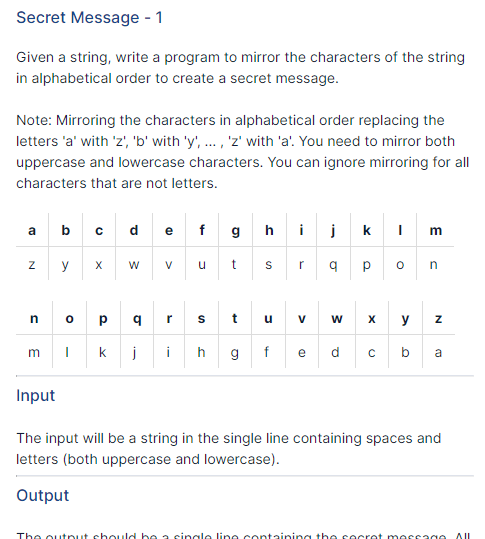 Secret Message - 1
Given a string, write a program to mirror the characters of the string
in alphabetical order to create a secret message.
Note: Mirroring the characters in alphabetical order replacing the
letters 'a' with 'z', 'b' with 'y', ... , 'z' with 'a'. You need to mirror both
uppercase and lowercase characters. You can ignore mirroring for all
characters that are not letters.
a b c d e f g h i j k l m
z y x w v u t s r q p o n
n o p q r s t u v w x y z
m l k j i h g f e d c b a
Input
The input will be a string in the single line containing spaces and
letters (both uppercase and lowercase).
Output
The output should be a single line containing the secret message. All